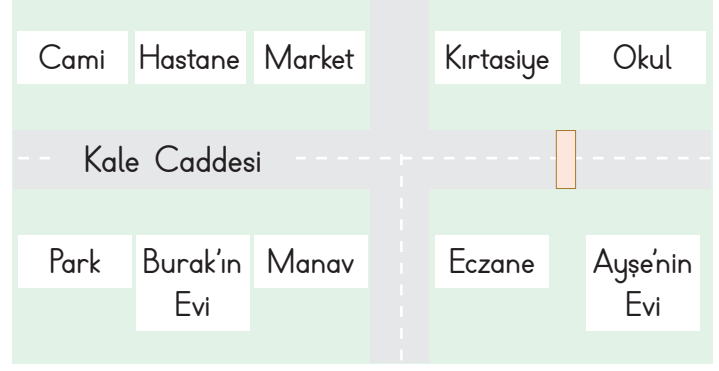 Cami Hastane Market Kırtasiye Okul
Kale Caddesi
Park Burak'ın Manav Eczane Ayşe'nin
Evi Evi